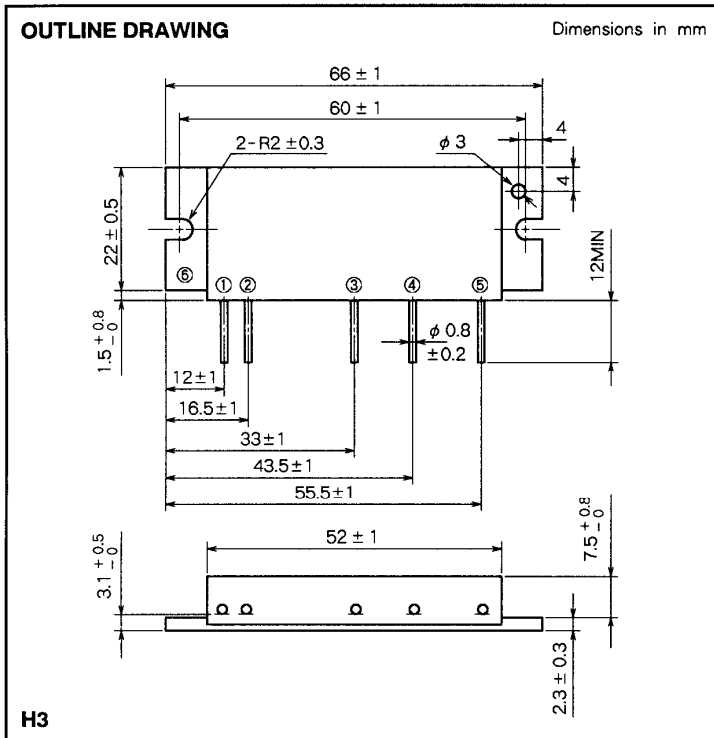 OUTLINE DRAWING
Dimensions in mm
66 ± 1
60 ± 1
4
2-R2 ±0.3
φ 3
4
22 ± 0.5
12MIN
⑥
①
②
③
④
⑤
1.5 +0.8 -0
φ 0.8
±0.2
12±1
16.5±1
33±1
43.5±1
55.5±1
52 ± 1
3.1 +0.5 -0
7.5 +0.8 -0
2.3 ± 0.3
H3